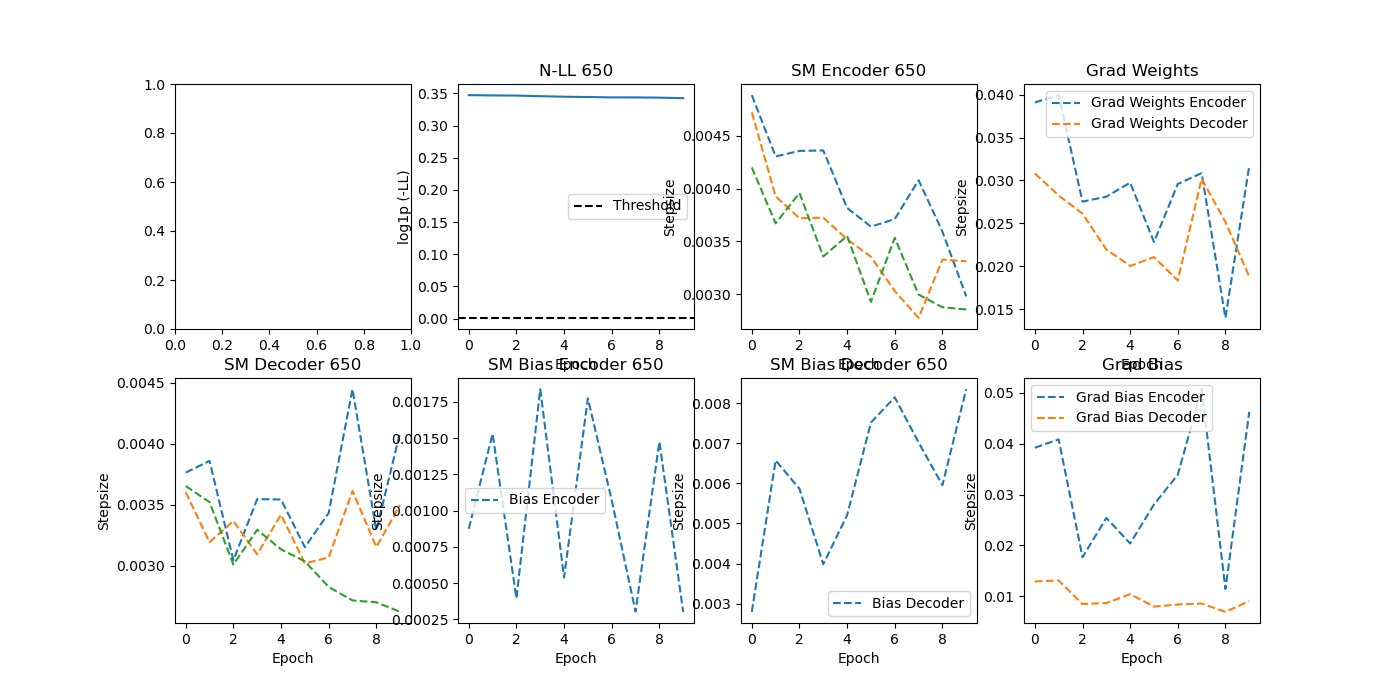 1.0
0.8
0.6
0.4
0.2
0.0
0.0 0.2 0.4 0.6 0.8 1.0
N-LL 650
log1p (-LL)
0.35
0.30
0.25
0.20
0.15
0.10
0.05
0.00
Threshold
0 2 4 6 8
Epoch
SM Encoder 650
Stepsize
0.0045
0.0040
0.0035
0.0030
0 2 4 6 8
Epoch
Grad Weights
Stepsize
0.040
0.035
0.030
0.025
0.020
0.015
Grad Weights Encoder
Grad Weights Decoder
0 2 4 6 8
Epoch
SM Decoder 650
Stepsize
0.0045
0.0040
0.0035
0.0030
0 2 4 6 8
Epoch
SM Bias Encoder 650
Stepsize
0.00175
0.00150
0.00125
0.00100
0.00075
0.00050
0.00025
Bias Encoder
0 2 4 6 8
Epoch
SM Bias Decoder 650
Stepsize
0.008
0.007
0.006
0.005
0.004
0.003
Bias Decoder
0 2 4 6 8
Epoch
Grad Bias
Stepsize
0.05
0.04
0.03
0.02
0.01
Grad Bias Encoder
Grad Bias Decoder
0 2 4 6 8
Epoch